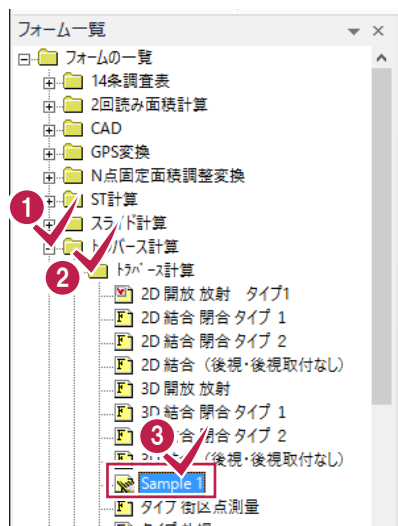 フォーム一覧
フォームの一覧
14条調査表
2回読み面積計算
CAD
GPS変換
N点固定面積調整変換
ST計算
1
スライド計算
トラバース計算
2
トラバース計算
2D 開放 放射 タイプ1
2D 結合 閉合 タイプ 1
2D 結合 閉合 タイプ 2
2D 結合（後視・後視取付なし）
3D 開放 放射
3D 結合 閉合 タイプ 1
3
合 閉合 タイプ 2
（後視・後視取付なし）
Sample 1
タイプ 街区点測量